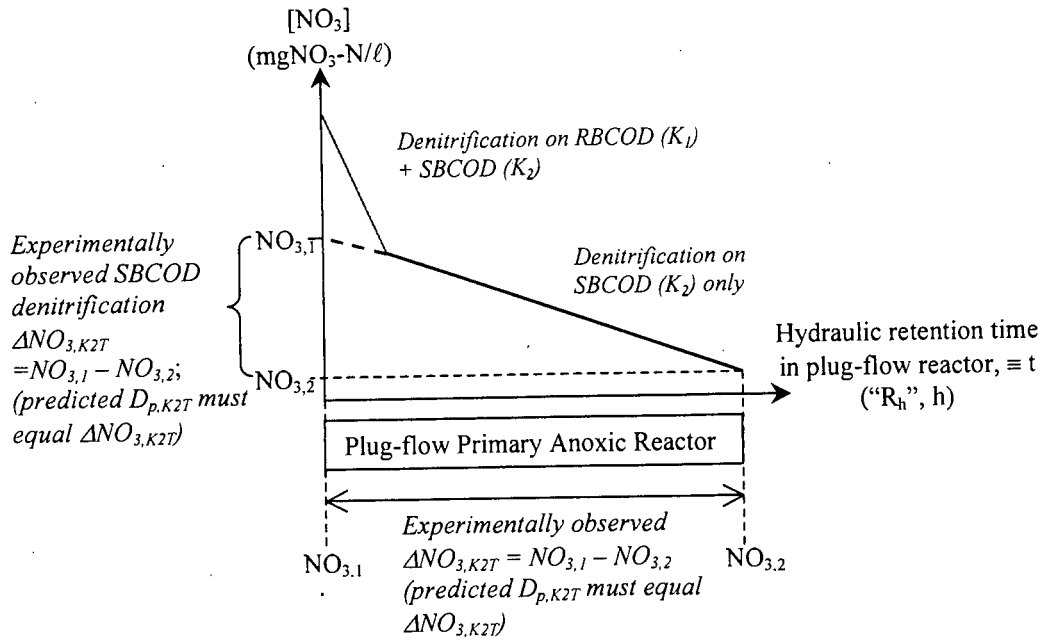 [NO₃]
(mgNO₃-N/ℓ)
Denitrification on RBCOD (K₁)
+ SBCOD (K₂)
Experimentally
observed SBCOD
denitrification
ΔNO₃,K2T
=NO₃,₁ – NO₃,₂;
(predicted Dp,K2T must
equal ΔNO₃,K2T)
NO₃,₁
NO₃,₂
Denitrification on
SBCOD (K₂) only
Hydraulic retention time
in plug-flow reactor, ≡ t
(“Rₕ”, h)
Plug-flow Primary Anoxic Reactor
NO₃.₁
Experimentally observed
ΔNO₃,K2T = NO₃,₁ – NO₃,₂
(predicted Dp,K2T must equal
ΔNO₃,K2T)
NO₃.₂